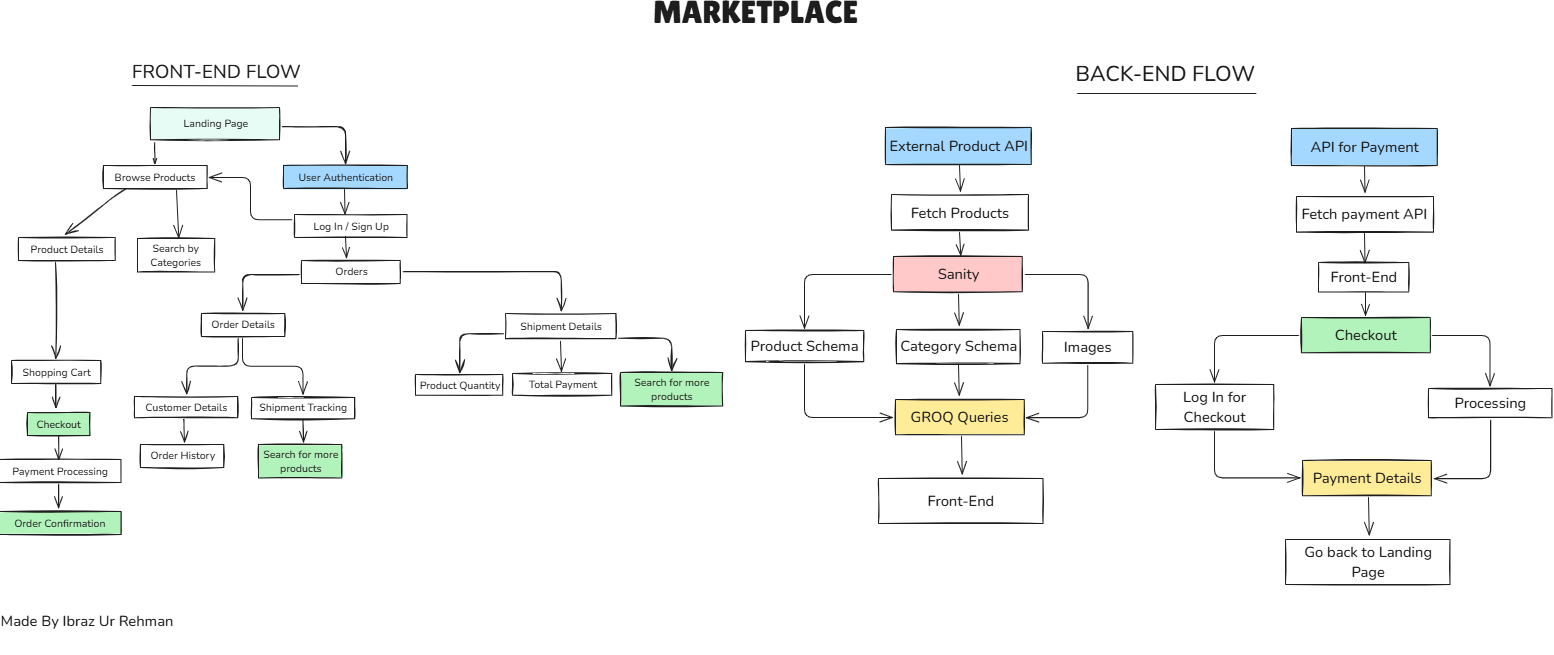 MARKETPLACE
FRONT-END FLOW
Landing Page
Browse Products
User Authentication
Log In / Sign Up
Product Details
Search by
Categories
Orders
Order Details
Shipment Details
Shopping Cart
Product Quantity
Total Payment
Search for more
products
Customer Details
Shipment Tracking
Checkout
Order History
Search for more
products
Payment Processing
Order Confirmation
BACK-END FLOW
External Product API
Fetch Products
Sanity
Product Schema
Category Schema
Images
GROQ Queries
Front-End
API for Payment
Fetch payment API
Front-End
Checkout
Log In for
Checkout
Processing
Payment Details
Go back to Landing
Page
Made By Ibraz Ur Rehman